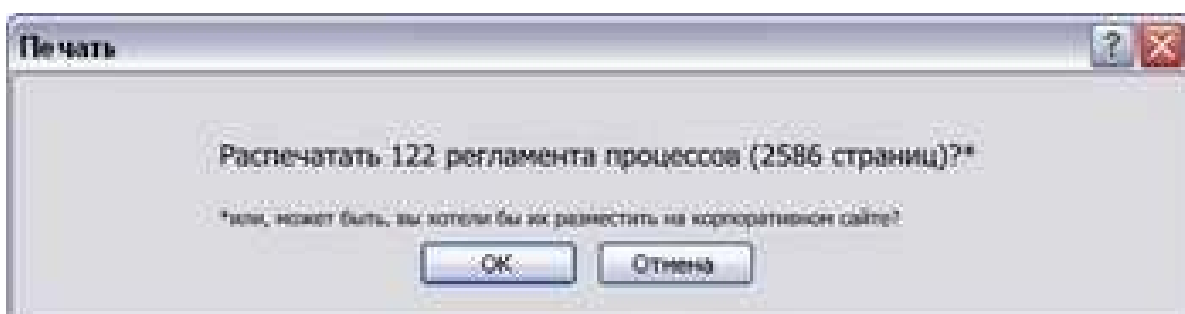 Печать
?
Распечатать 122 регламента процессов (2586 страниц)?*
*или, может быть, вы хотели бы их разместить на корпоративном сайте?
ОК Отмена